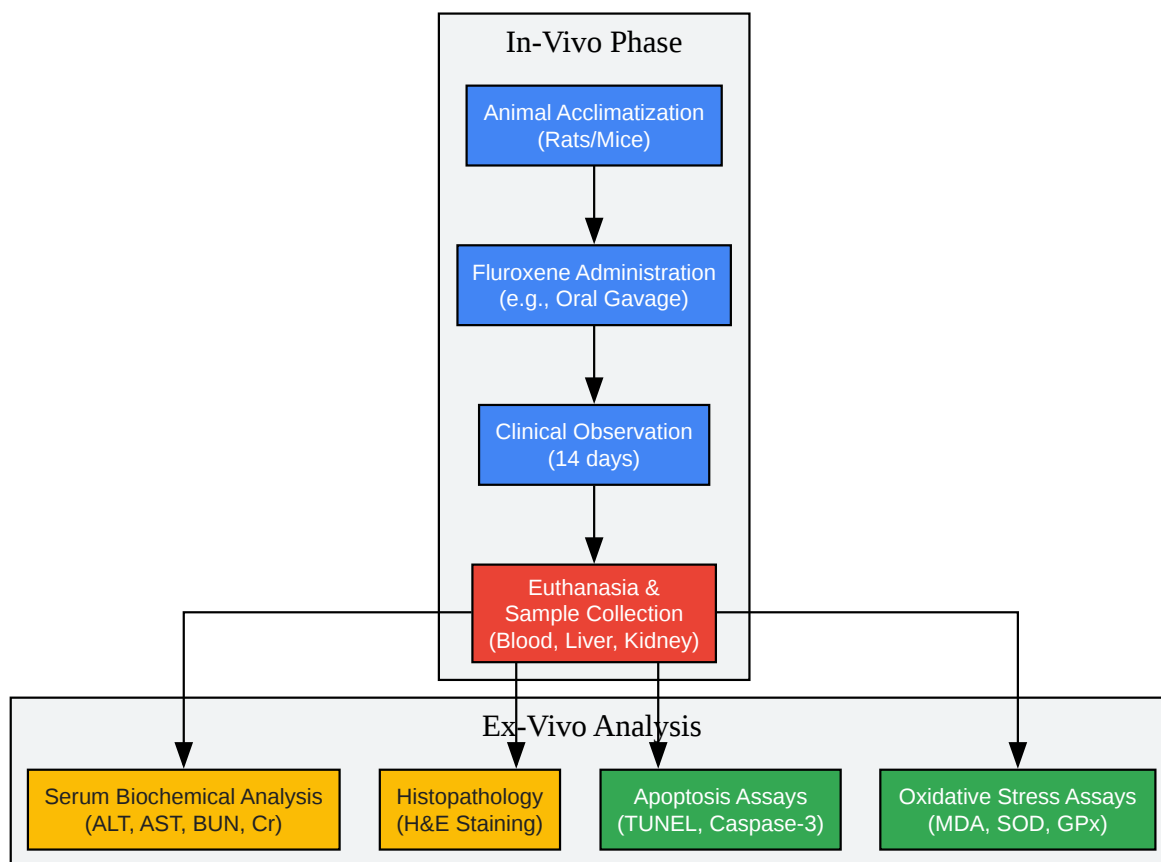 In-Vivo Phase
Animal Acclimatization
(Rats/Mice)
Fluroxene Administration
(e.g., Oral Gavage)
Clinical Observation
(14 days)
Euthanasia &
Sample Collection
(Blood, Liver, Kidney)
Ex-Vivo Analysis
Serum Biochemical Analysis
(ALT, AST, BUN, Cr)
Histopathology
(H&E Staining)
Apoptosis Assays
(TUNEL, Caspase-3)
Oxidative Stress Assays
(MDA, SOD, GPx)